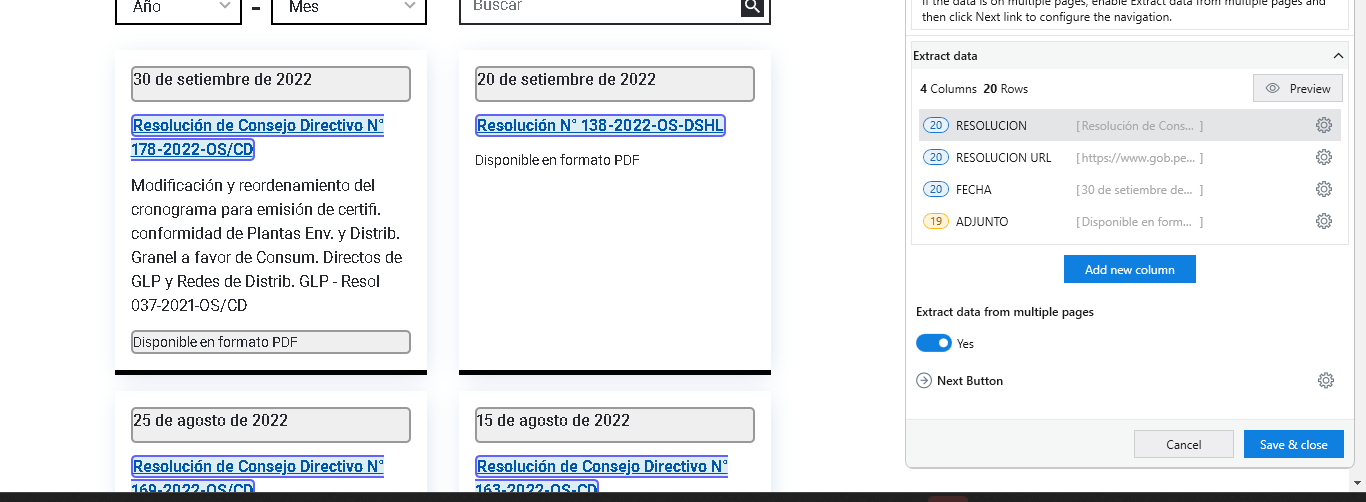 Año
–
Mes
Buscar
30 de setiembre de 2022
Resolución de Consejo Directivo N°
178-2022-OS/CD
Modificación y reordenamiento del
cronograma para emisión de certifi.
conformidad de Plantas Env. y Distrib.
Granel a favor de Consum. Directos de
GLP y Redes de Distrib. GLP - Resol
037-2021-OS/CD
Disponible en formato PDF
20 de setiembre de 2022
Resolución N° 138-2022-OS-DSHL
Disponible en formato PDF
25 de agosto de 2022
Resolución de Consejo Directivo N°
169-2022-OS/CD
15 de agosto de 2022
Resolución de Consejo Directivo N°
163-2022-OS-CD
If the data is on multiple pages, enable Extract data from multiple pages and
then click Next link to configure the navigation.
Extract data
4 Columns 20 Rows
Preview
20 RESOLUCION [Resolución de Cons... ]
20 RESOLUCION URL [https://www.gob.pe... ]
20 FECHA [30 de setiembre de... ]
19 ADJUNTO [Disponible en form... ]
Add new column
Extract data from multiple pages
Yes
Next Button
Cancel
Save & close